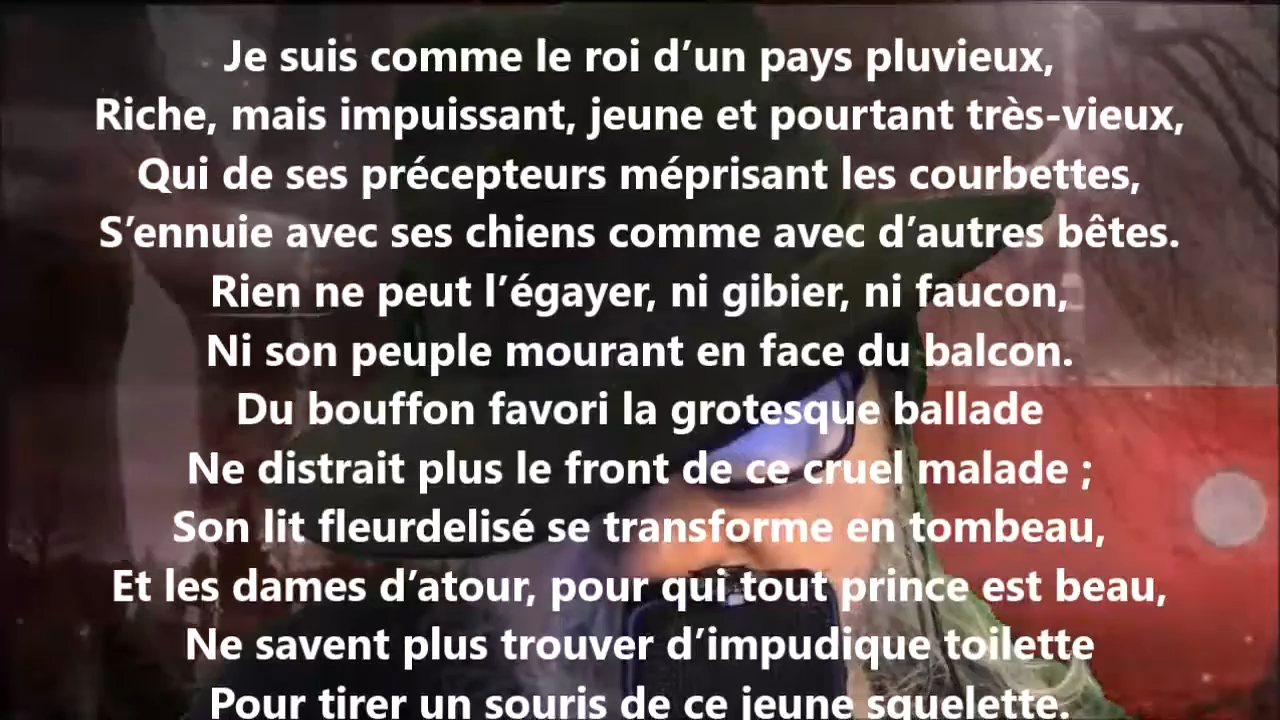 Je suis comme le roi d’un pays pluvieux,
Riche, mais impuissant, jeune et pourtant très-vieux,
Qui de ses précepteurs méprisant les courbettes,
S’ennuie avec ses chiens comme avec d’autres bêtes.
Rien ne peut l’égayer, ni gibier, ni faucon,
Ni son peuple mourant en face du balcon.
Du bouffon favori la grotesque ballade
Ne distrait plus le front de ce cruel malade ;
Son lit fleurdelisé se transforme en tombeau,
Et les dames d’atour, pour qui tout prince est beau,
Ne savent plus trouver d’impudique toilette
Pour tirer un souris de ce jeune squelette.